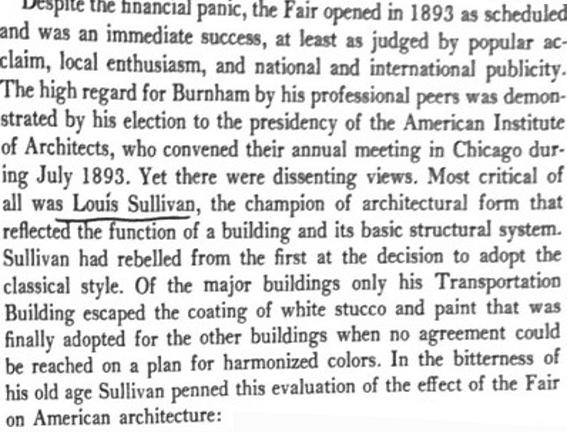 Despite the financial panic, the Fair opened in 1893 as scheduled
and was an immediate success, at least as judged by popular ac-
claim, local enthusiasm, and national and international publicity.
The high regard for Burnham by his professional peers was demon-
strated by his election to the presidency of the American Institute
of Architects, who convened their annual meeting in Chicago dur-
ing July 1893. Yet there were dissenting views. Most critical of
all was Louis Sullivan, the champion of architectural form that
reflected the function of a building and its basic structural system.
Sullivan had rebelled from the first at the decision to adopt the
classical style. Of the major buildings only his Transportation
Building escaped the coating of white stucco and paint that was
finally adopted for the other buildings when no agreement could
be reached on a plan for harmonized colors. In the bitterness of
his old age Sullivan penned this evaluation of the effect of the Fair
on American architecture: